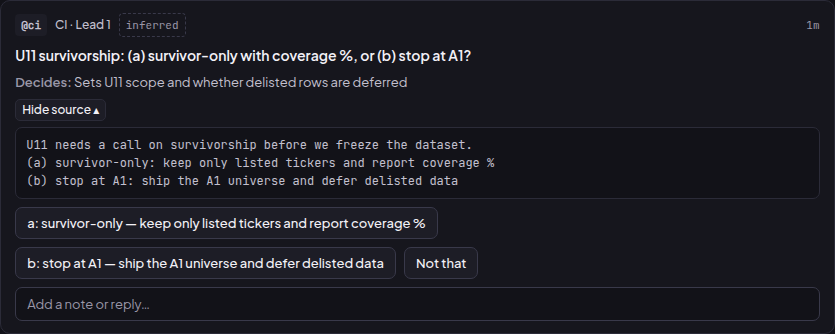 @ci CI · Lead 1 inferred 1m
U11 survivorship: (a) survivor-only with coverage %, or (b) stop at A1?
Decides: Sets U11 scope and whether delisted rows are deferred
Hide source ▴
U11 needs a call on survivorship before we freeze the dataset.
(a) survivor-only: keep only listed tickers and report coverage %
(b) stop at A1: ship the A1 universe and defer delisted data
a: survivor-only — keep only listed tickers and report coverage %
b: stop at A1 — ship the A1 universe and defer delisted data Not that
Add a note or reply...